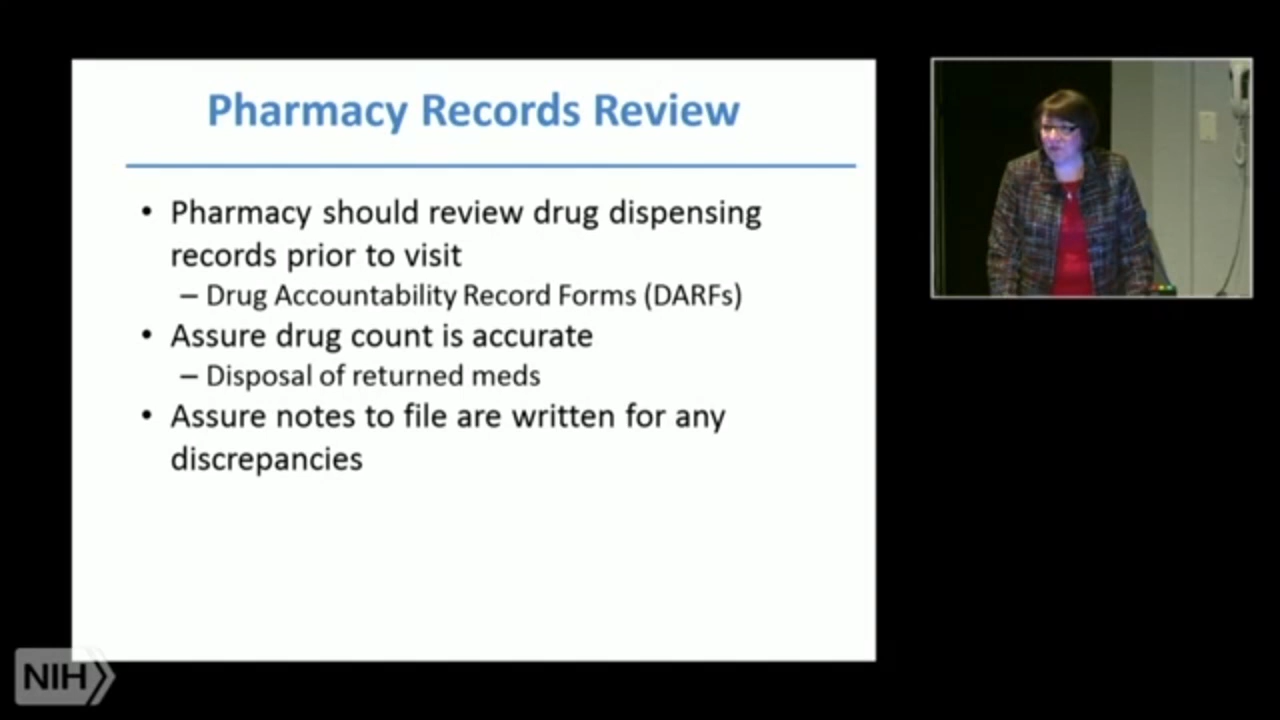 Pharmacy Records Review
• Pharmacy should review drug dispensing
records prior to visit
– Drug Accountability Record Forms (DARFs)
• Assure drug count is accurate
– Disposal of returned meds
• Assure notes to file are written for any
discrepancies
NIH